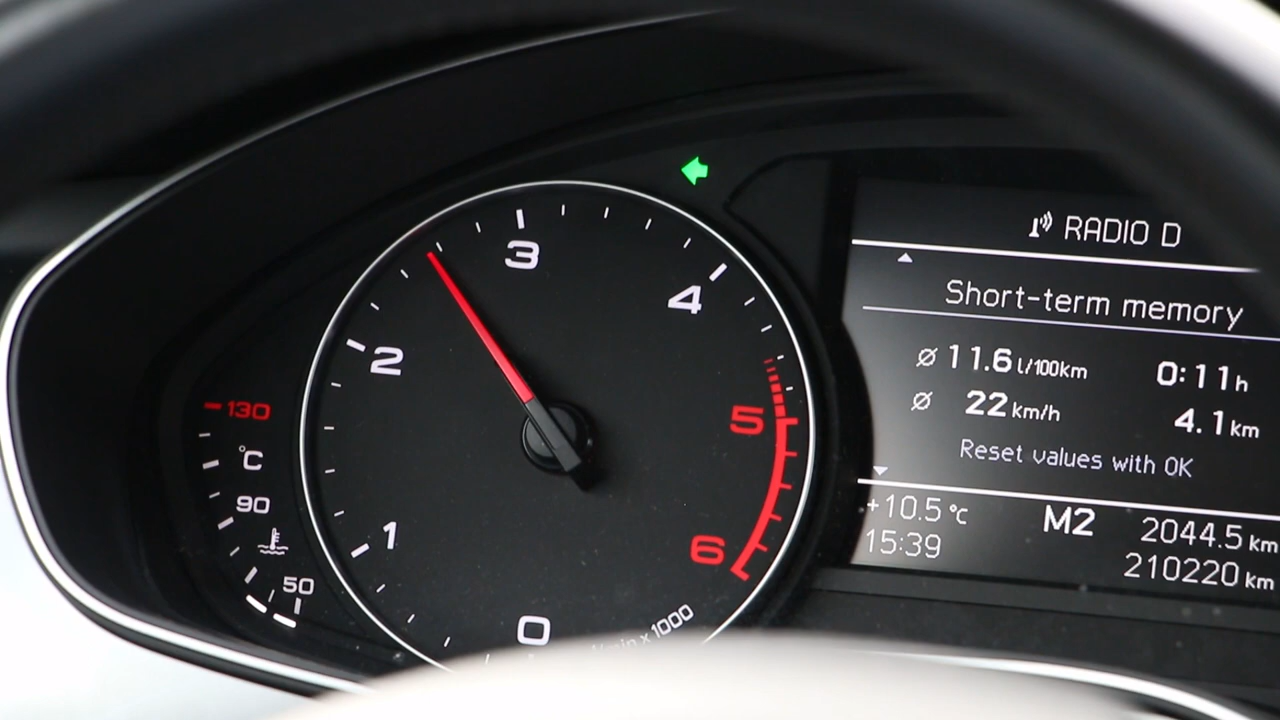 RADIO D
Short-term memory
Ø 11.6 l/100km 0:11h
Ø 22 km/h 4.1 km
Reset values with OK
+10.5 °C M2 2044.5 km
15:39 210220 km
0
1
2
3
4
5
6
x 1000
130
°C
90
50